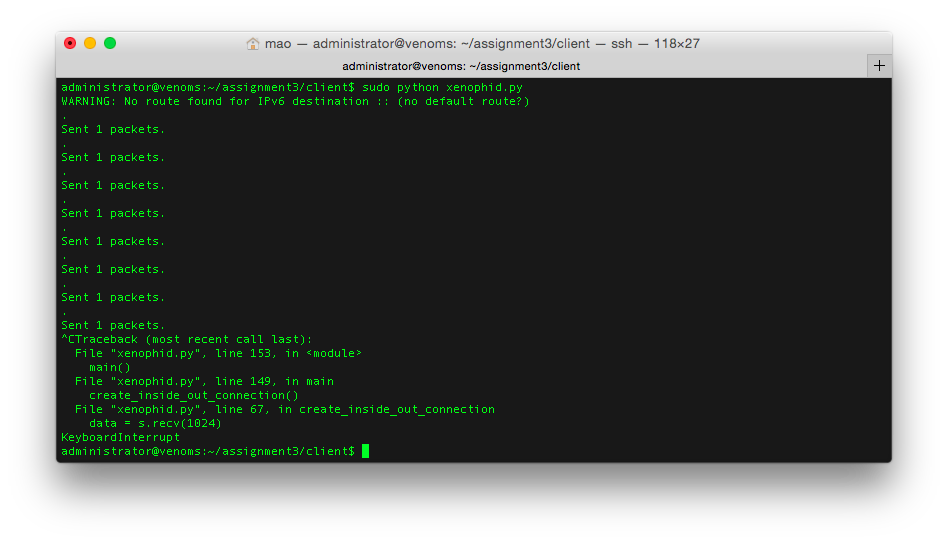 mao — administrator@venoms: ~/assignment3/client — ssh — 118×27
administrator@venoms: ~/assignment3/client
+
administrator@venoms:~/assignment3/client$ sudo python xenophid.py
WARNING: No route found for IPv6 destination :: (no default route?)
.
Sent 1 packets.
.
Sent 1 packets.
.
Sent 1 packets.
.
Sent 1 packets.
.
Sent 1 packets.
.
Sent 1 packets.
.
Sent 1 packets.
.
Sent 1 packets.
^CTraceback (most recent call last):
  File "xenophid.py", line 153, in <module>
    main()
  File "xenophid.py", line 149, in main
    create_inside_out_connection()
  File "xenophid.py", line 67, in create_inside_out_connection
    data = s.recv(1024)
KeyboardInterrupt
administrator@venoms:~/assignment3/client$